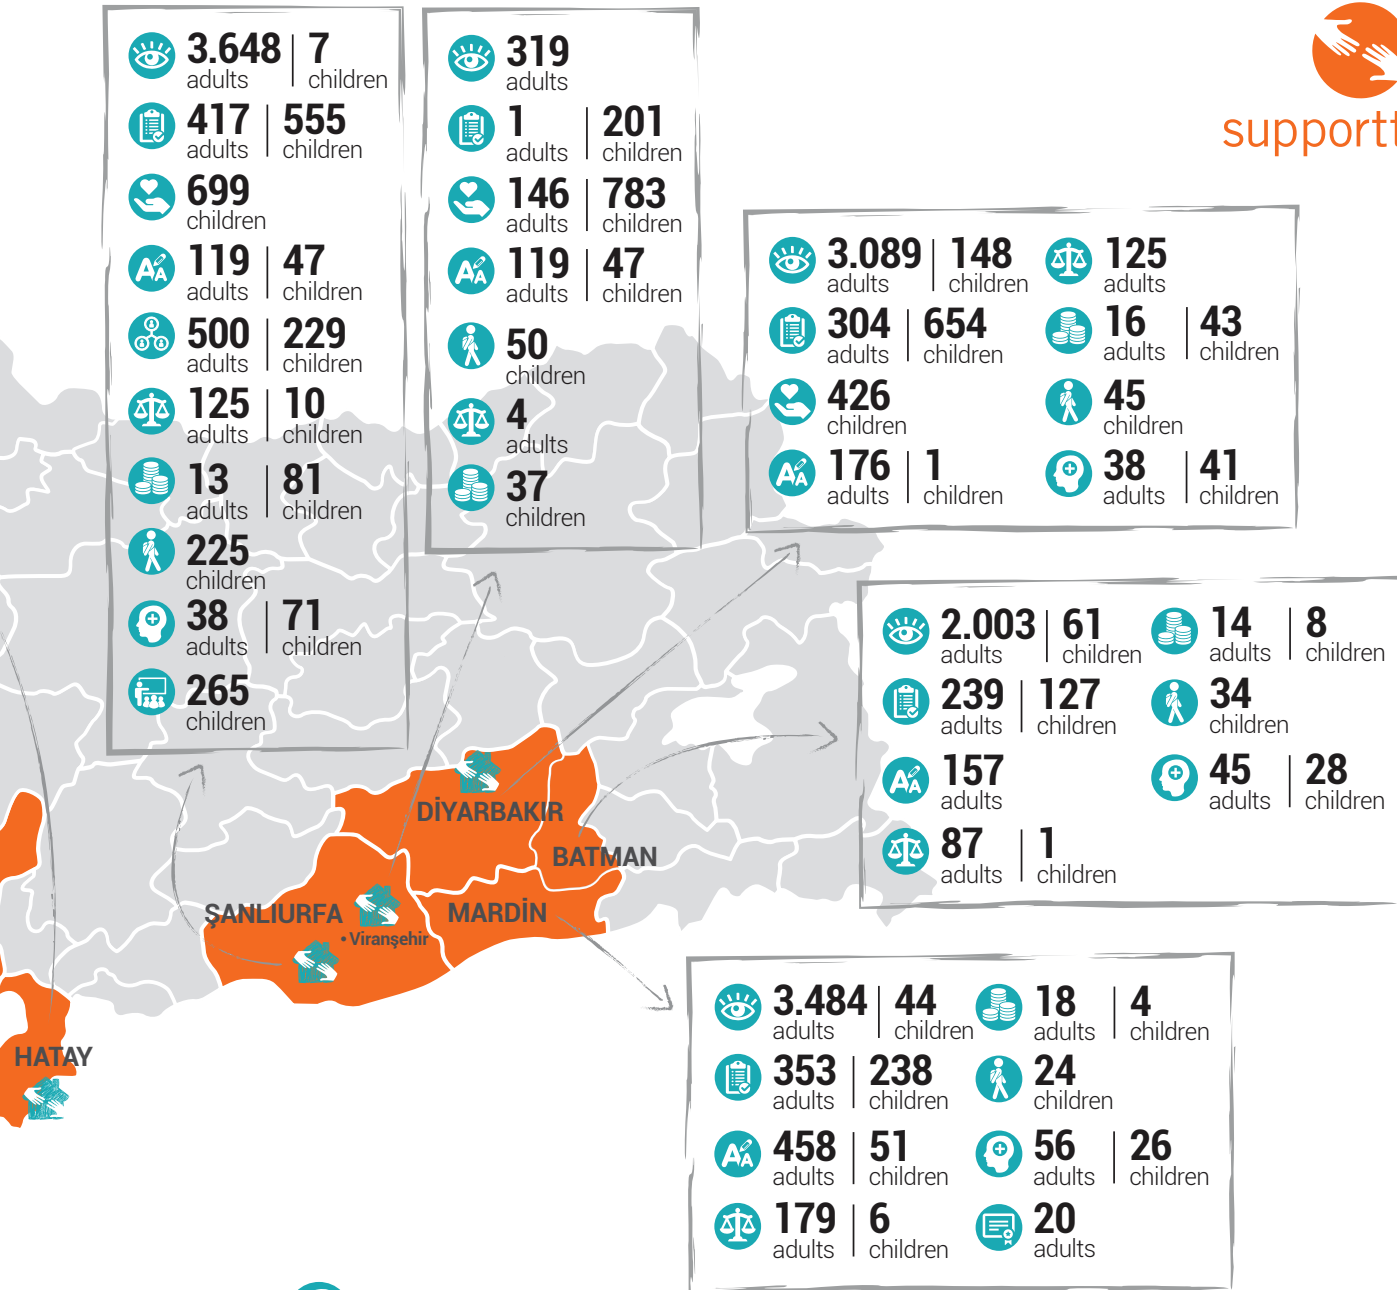 3.648 | 7
adults children
417 | 555
adults children
699
children
119 | 47
adults children
500 | 229
adults children
125 | 10
adults children
13 | 81
adults children
225
children
38 | 71
adults children
265
children
319
adults
1 | 201
adults children
146 | 783
adults children
119 | 47
adults children
50
children
4
adults
37
children
supportt
3.089 | 148
adults children
304 | 654
adults children
426
children
176 | 1
adults children
125
adults
16 | 43
adults children
45
children
38 | 41
adults children
2.003 | 61
adults children
239 | 127
adults children
157
adults
87 | 1
adults children
14 | 8
adults children
34
children
45 | 28
adults children
DİYARBAKIR
BATMAN
ŞANLIURFA
MARDİN
• Viranşehir
HATAY
3.484 | 44
adults children
353 | 238
adults children
458 | 51
adults children
179 | 6
adults children
18 | 4
adults children
24
children
56 | 26
adults children
20
adults